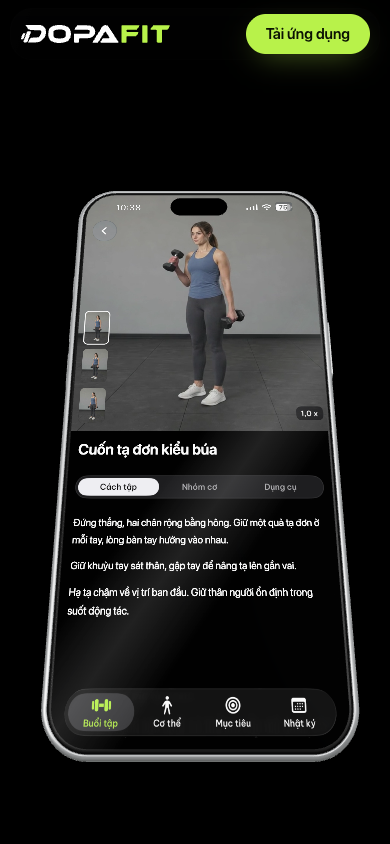 DOPAFIT
Tải ứng dụng
10:38
70
1,0 x
Cuốn tạ đơn kiểu búa
Cách tập
Nhóm cơ
Dụng cụ
Đứng thẳng, hai chân rộng bằng hông. Giữ một quả tạ đơn ở
mỗi tay, lòng bàn tay hướng vào nhau.
Giữ khuỷu tay sát thân, gập tay để nâng tạ lên gần vai.
Hạ tạ chậm về vị trí ban đầu. Giữ thân người ổn định trong
suốt động tác.
Buổi tập
Cơ thể
Mục tiêu
Nhật ký